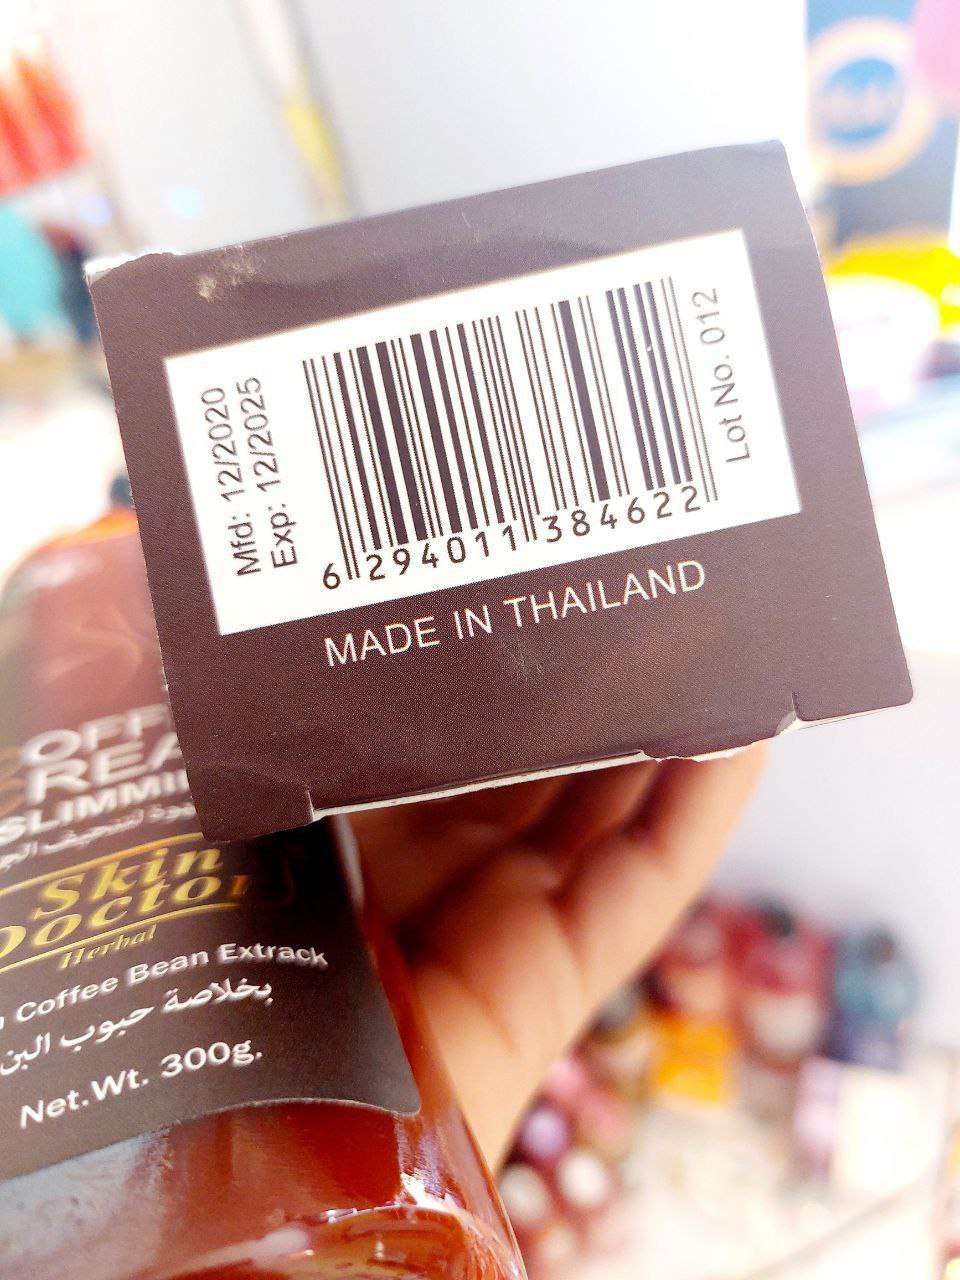 Mfd: 12/2020
Exp: 12/2025
6 294011 384622
Lot No. 012
MADE IN THAILAND
Skin
Doctor
Herbal
Coffee Bean Extrack
بخلاصة حبوب البن
Net.Wt. 300g.